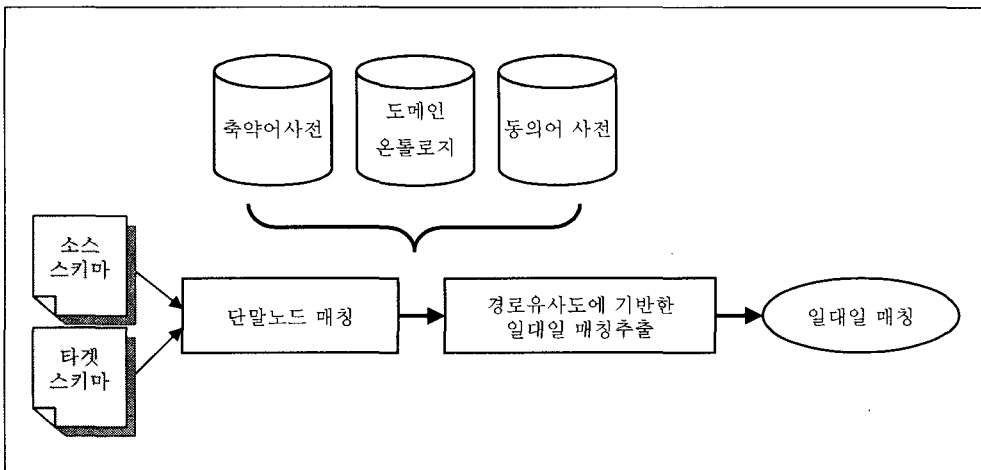 축약어사전
도메인
온톨로지
동의어 사전
소스
스키마
타겟
스키마
단말노드 매칭
경로유사도에 기반한
일대일 매칭추출
일대일 매칭